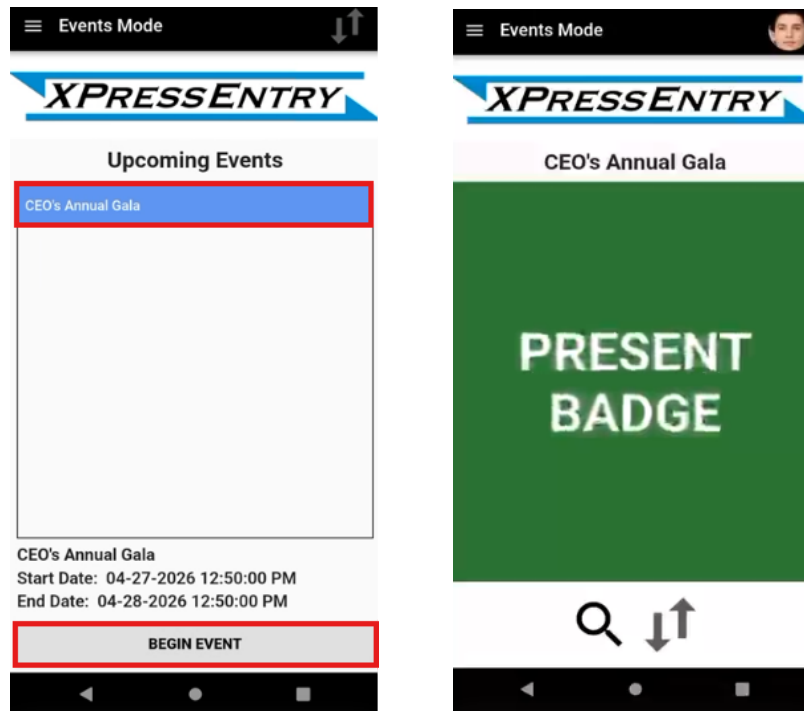 Events Mode
XPRESSENTRY
Upcoming Events
CEO's Annual Gala
CEO's Annual Gala
Start Date: 04-27-2026 12:50:00 PM
End Date: 04-28-2026 12:50:00 PM
BEGIN EVENT
Events Mode
XPRESSENTRY
CEO's Annual Gala
PRESENT
BADGE